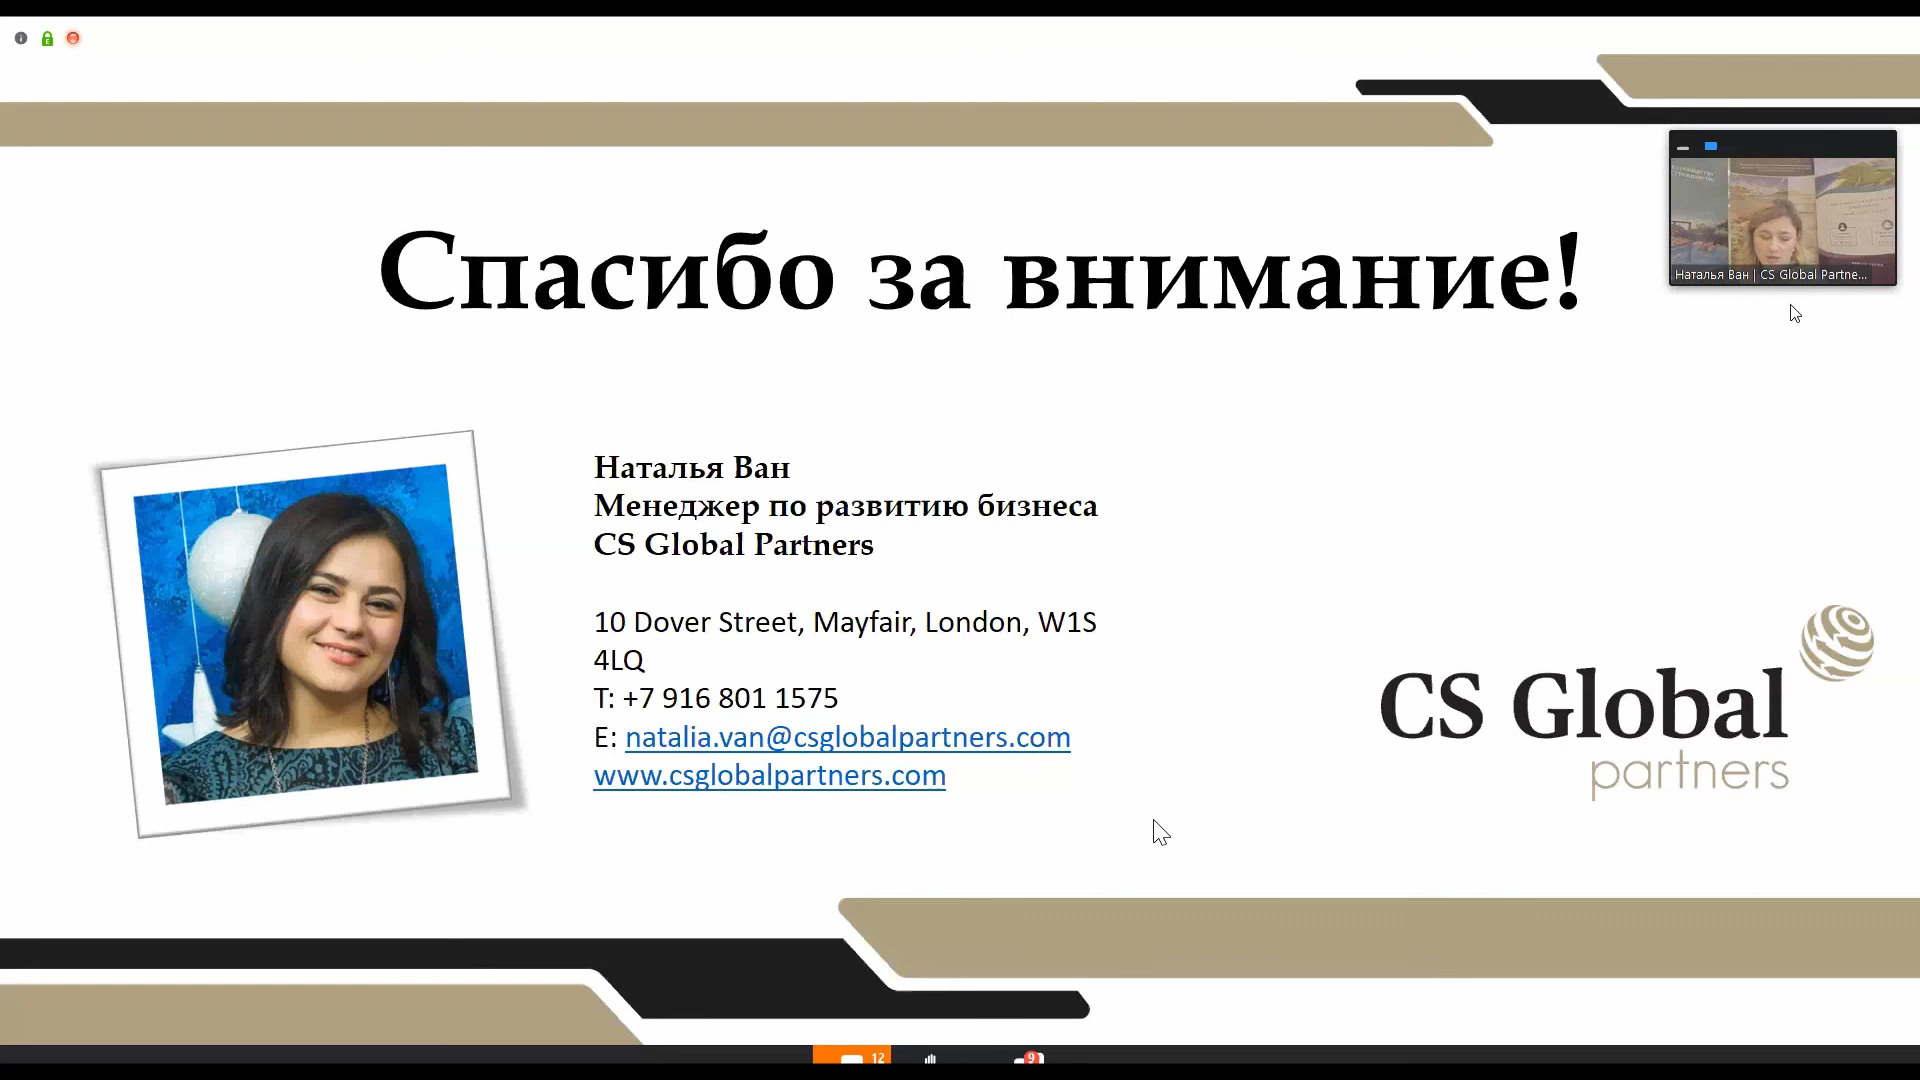 Спасибо за внимание!
Наталья Ван | CS Global Partne...
Наталья Ван
Менеджер по развитию бизнеса
CS Global Partners
10 Dover Street, Mayfair, London, W1S
4LQ
T: +7 916 801 1575
E: natalia.van@csglobalpartners.com
www.csglobalpartners.com
CS Global
partners
12
9